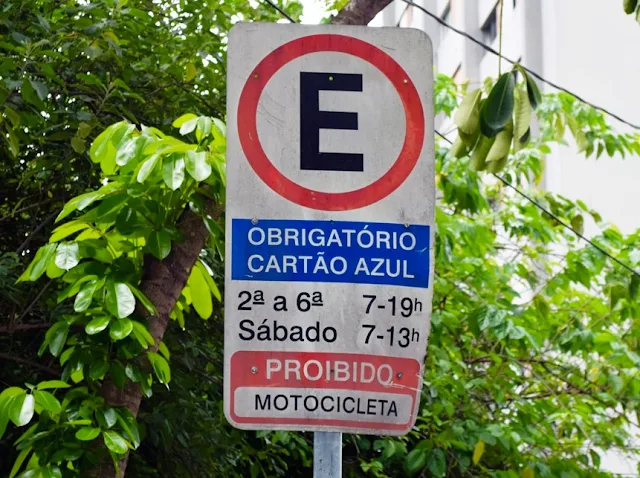 E
OBRIGATÓRIO
CARTÃO AZUL
2ª a 6ª 7-19h
Sábado 7-13h
PROIBIDO
MOTOCICLETA